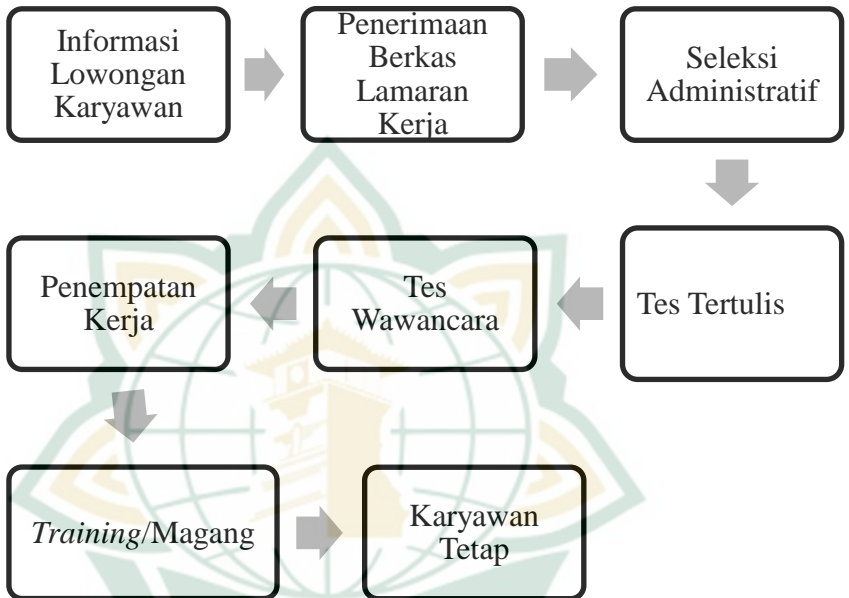 Informasi
Lowongan
Karyawan
Penerimaan
Berkas
Lamaran
Kerja
Seleksi
Administratif
Tes Tertulis
Tes
Wawancara
Penempatan
Kerja
Training/Magang
Karyawan
Tetap